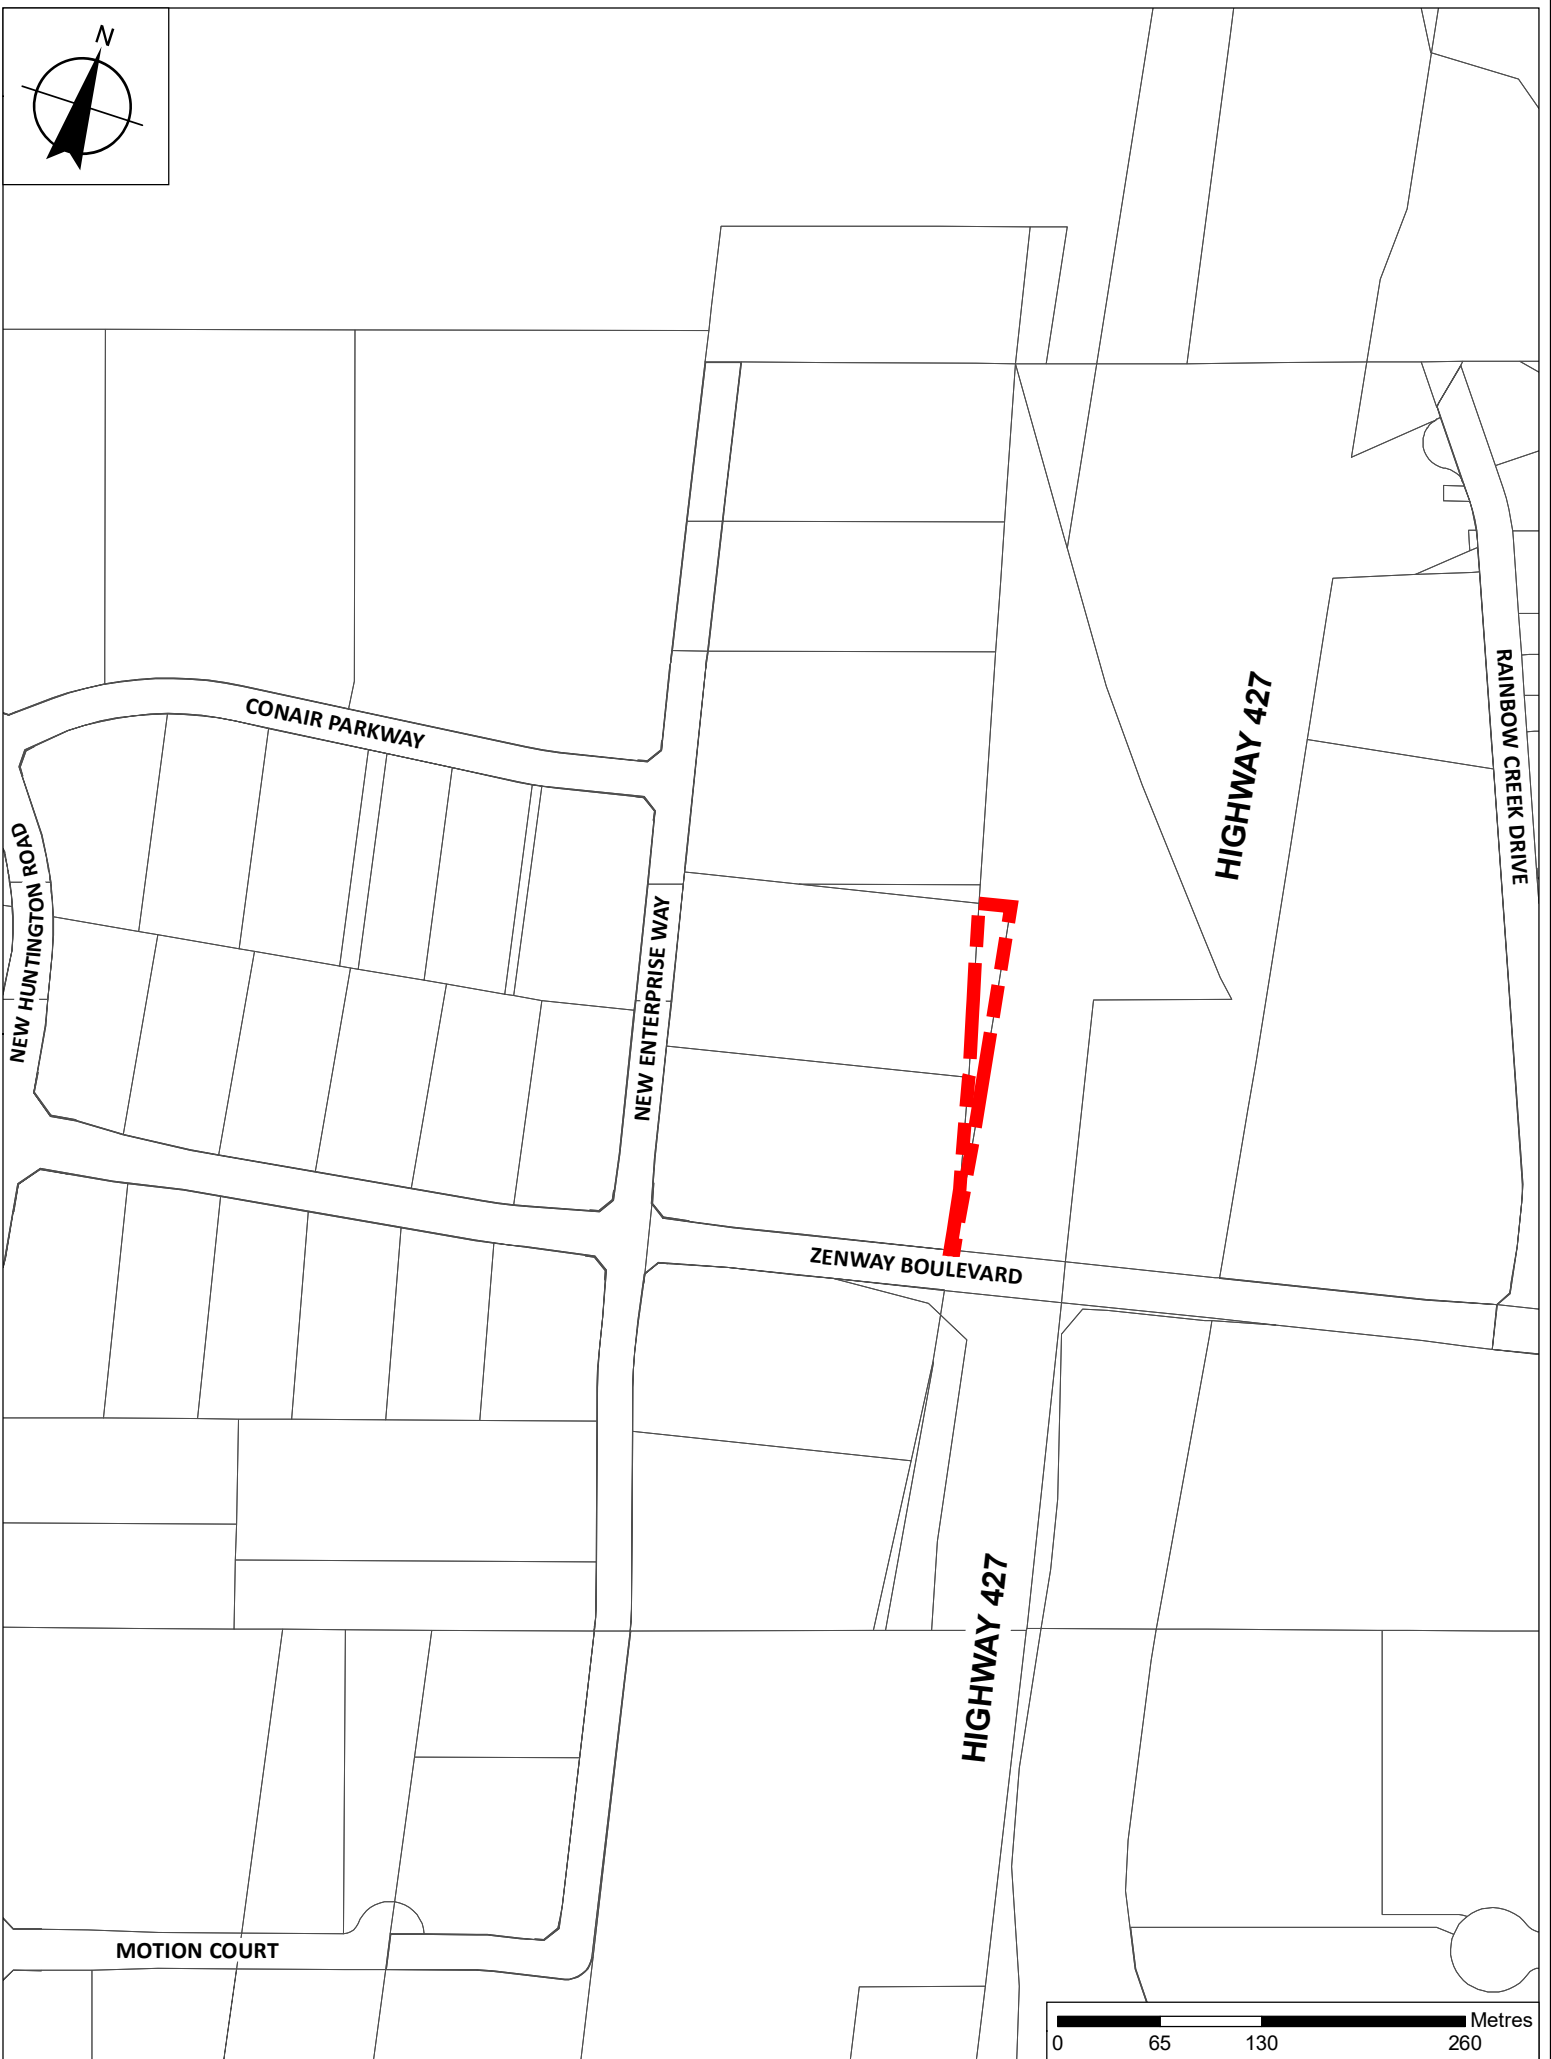 N
HIGHWAY 427
RAINBOW CREEK DRIVE
CONAIR PARKWAY
NEW HUNTINGTON ROAD
NEW ENTERPRISE WAY
ZENWAY BOULEVARD
HIGHWAY 427
MOTION COURT
Metres
0 65 130 260